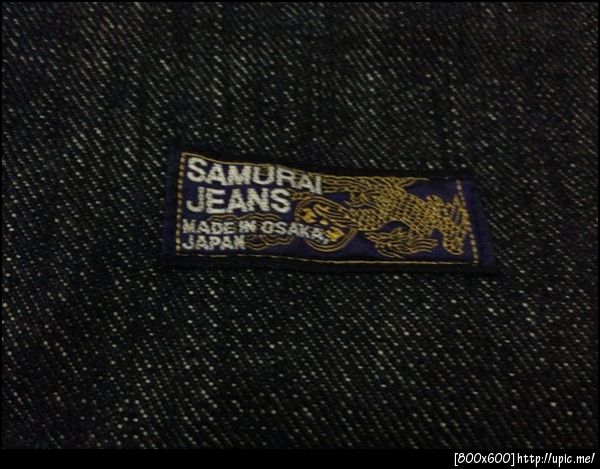 SAMURAI
JEANS
MADE IN OSAKA,
JAPAN
[800x600]http://upic.me/